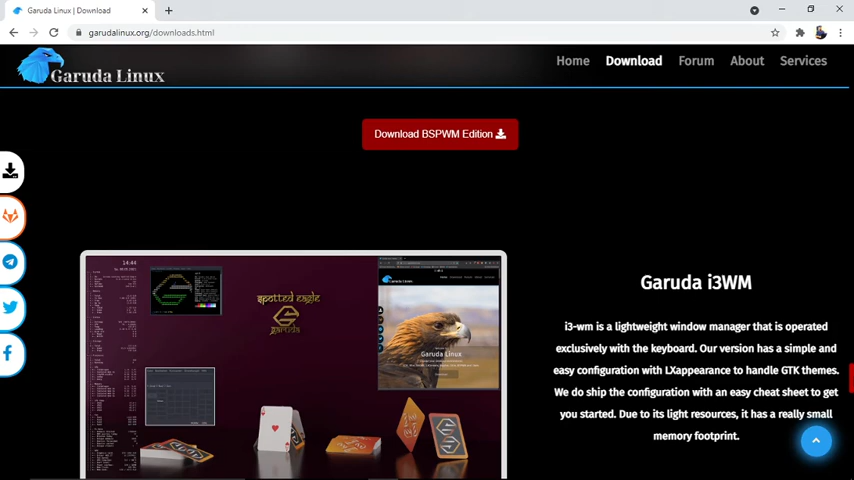 Garuda Linux | Download
garudalinux.org/downloads.html
Garuda Linux
Home Download Forum About Services
Download BSPWM Edition
14:44
spotted eagle
garuda
Garuda Linux
Garuda i3WM
i3-wm is a lightweight window manager that is operated
exclusively with the keyboard. Our version has a simple and
easy configuration with LXappearance to handle GTK themes.
We do ship the configuration with an easy cheat sheet to get
you started. Due to its light resources, it has a really small
memory footprint.